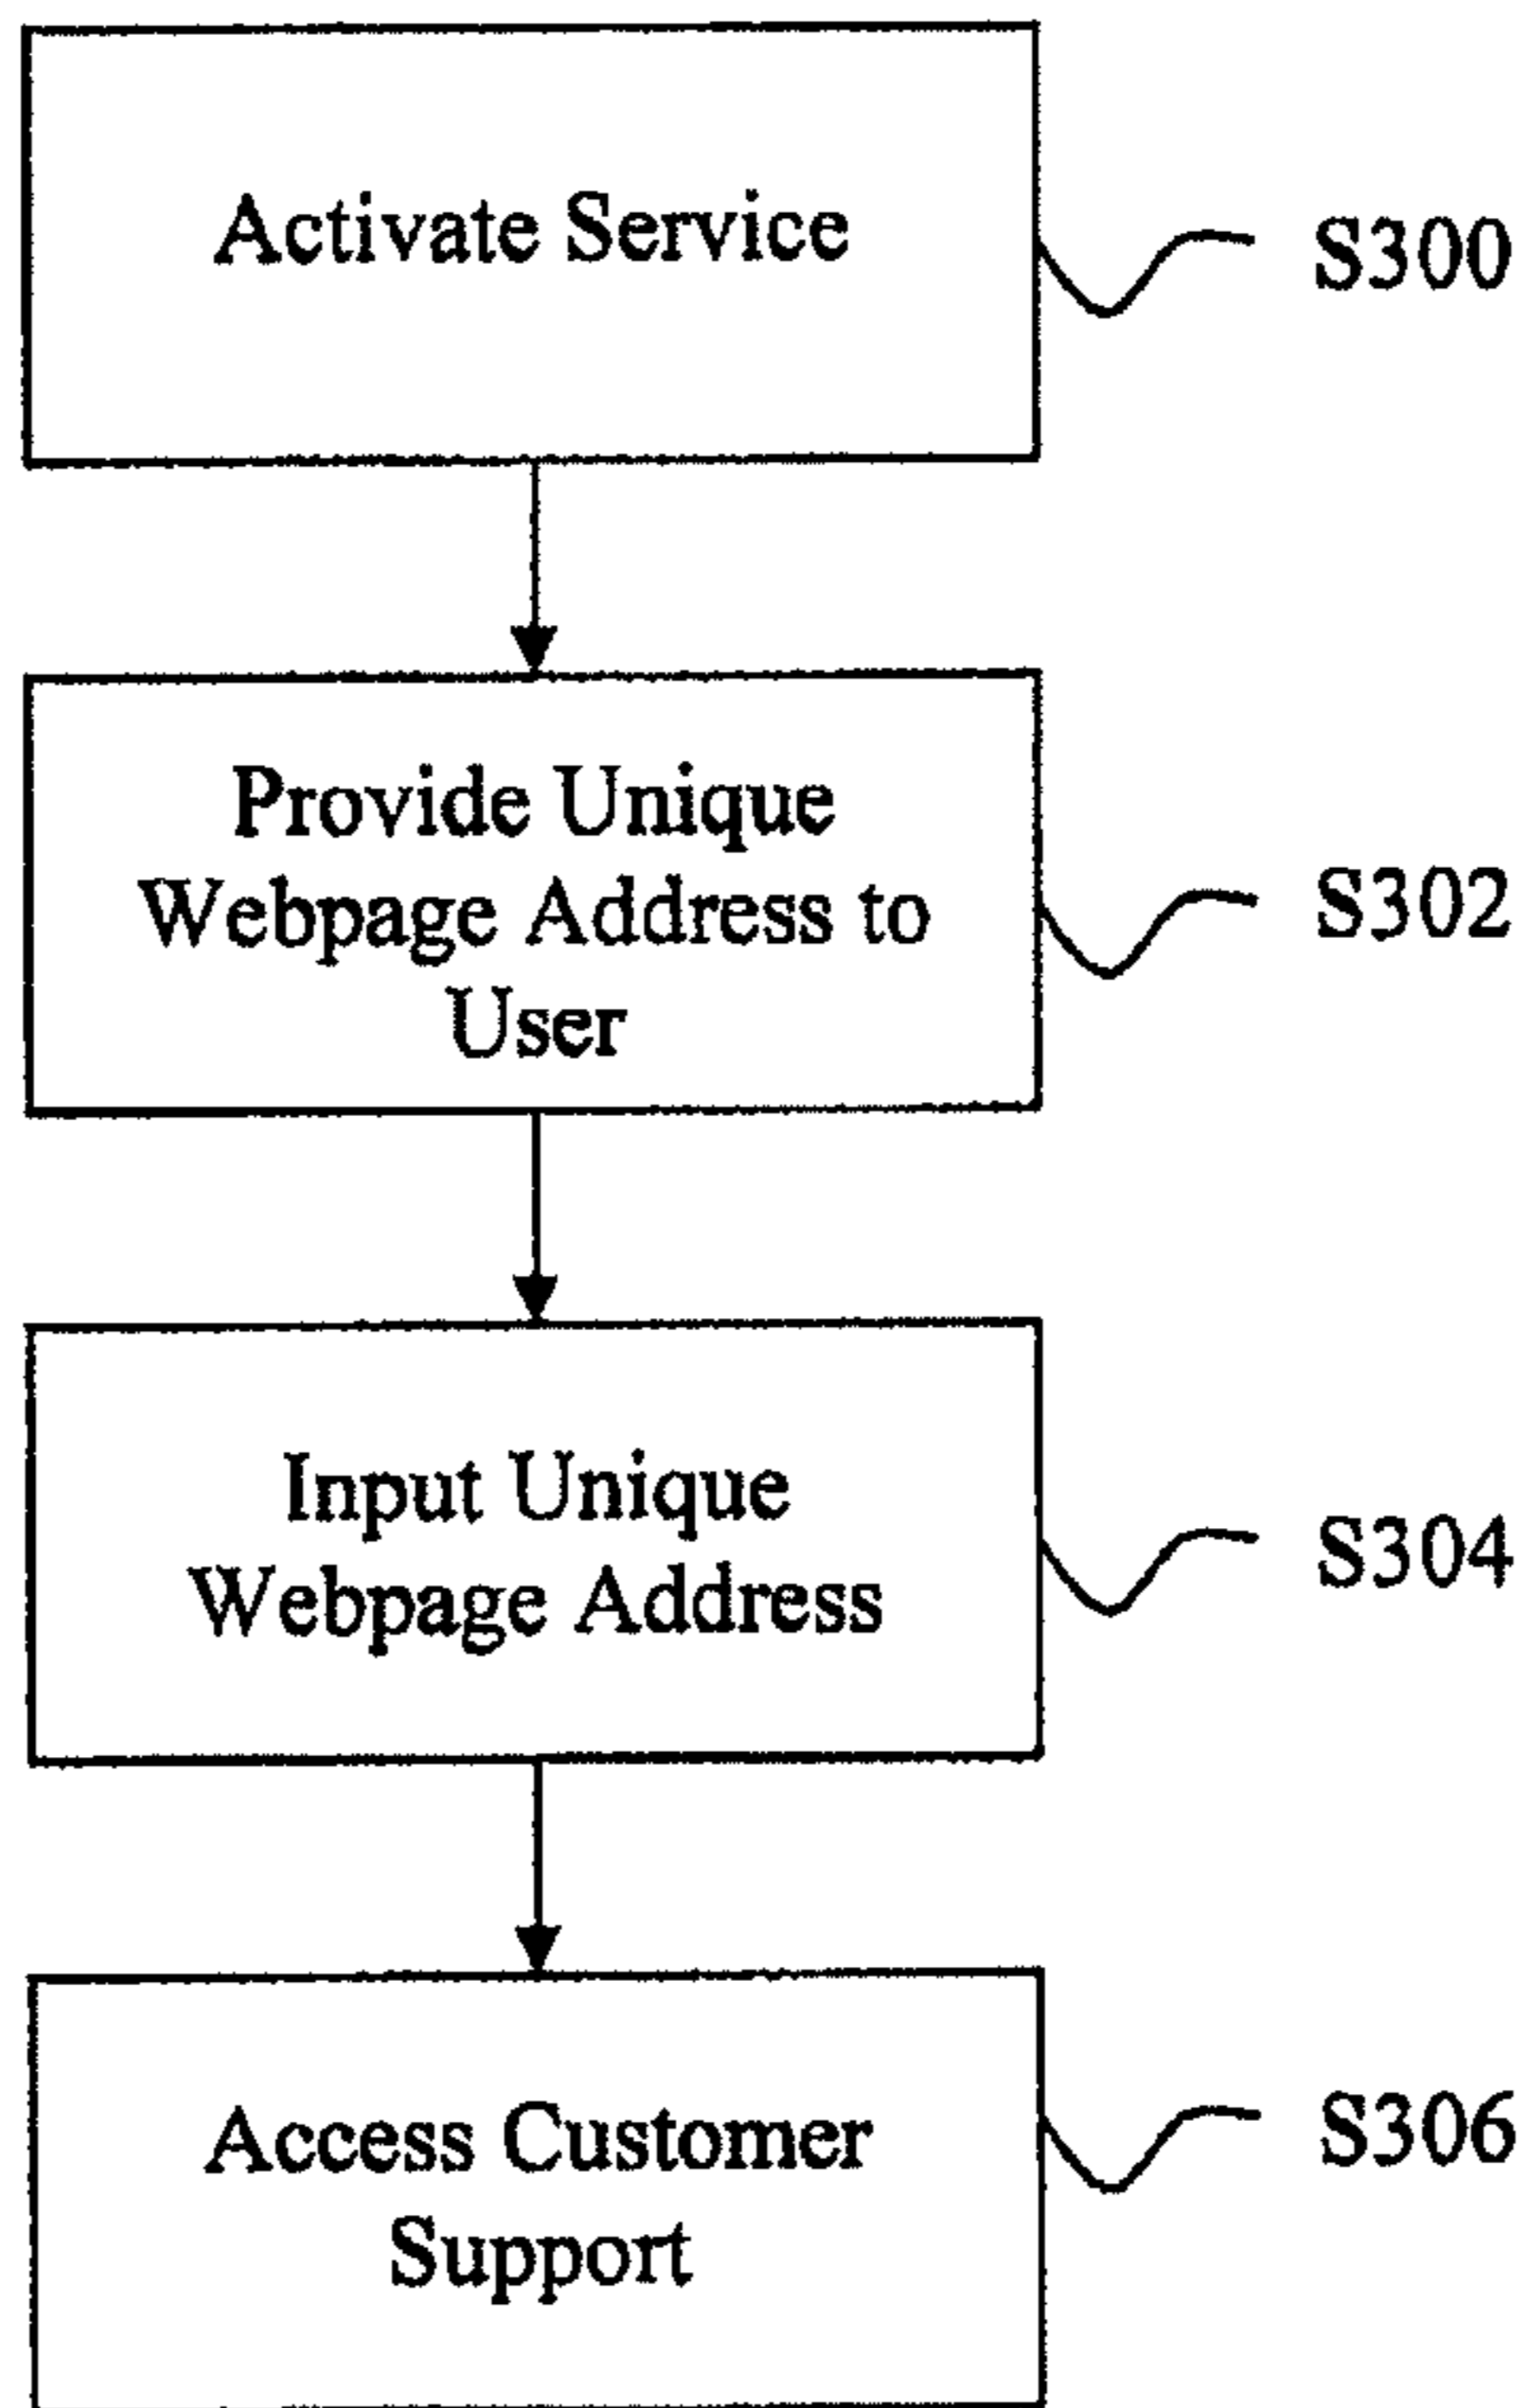 Activate Service
S300
Provide Unique
Webpage Address to
User
S302
Input Unique
Webpage Address
S304
Access Customer
Support
S306